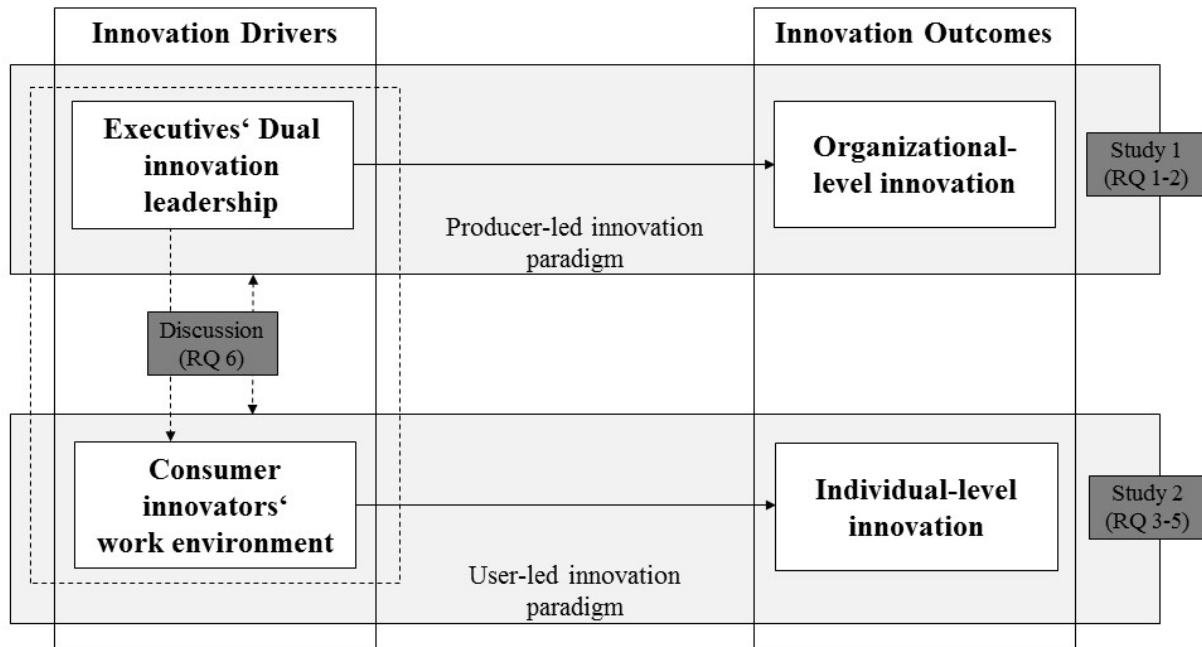 Innovation Drivers
Innovation Outcomes
Executives‘ Dual
innovation
leadership
Organizational-
level innovation
Study 1
(RQ 1-2)
Producer-led innovation
paradigm
Discussion
(RQ 6)
Consumer
innovators‘
work environment
Individual-level
innovation
Study 2
(RQ 3-5)
User-led innovation
paradigm